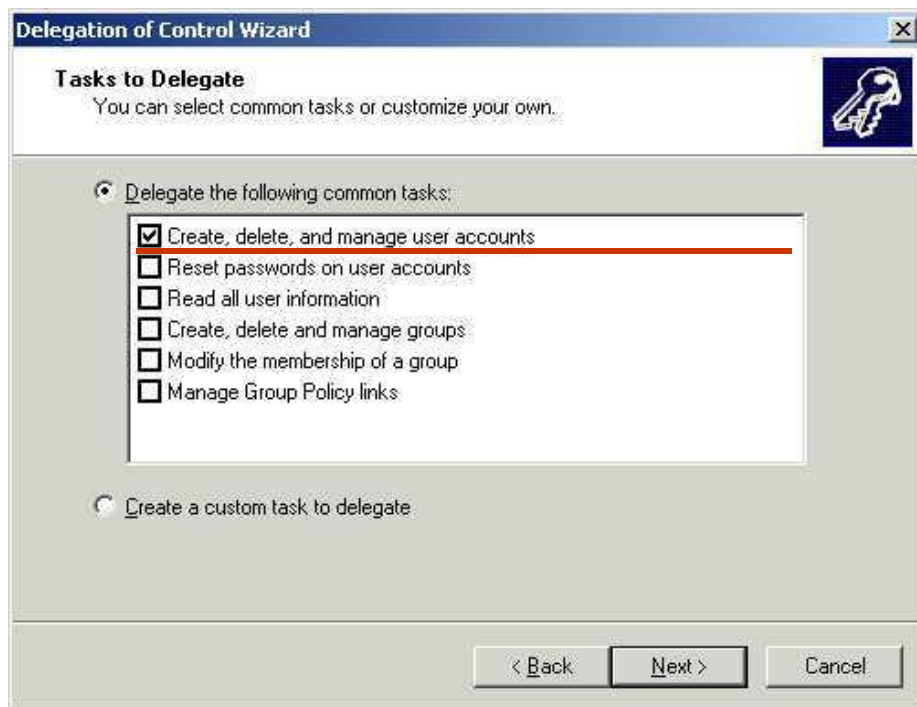 Delegation of Control Wizard
Tasks to Delegate
You can select common tasks or customize your own.
Delegate the following common tasks:
Create, delete, and manage user accounts
Reset passwords on user accounts
Read all user information
Create, delete and manage groups
Modify the membership of a group
Manage Group Policy links
Create a custom task to delegate
< Back Next > Cancel